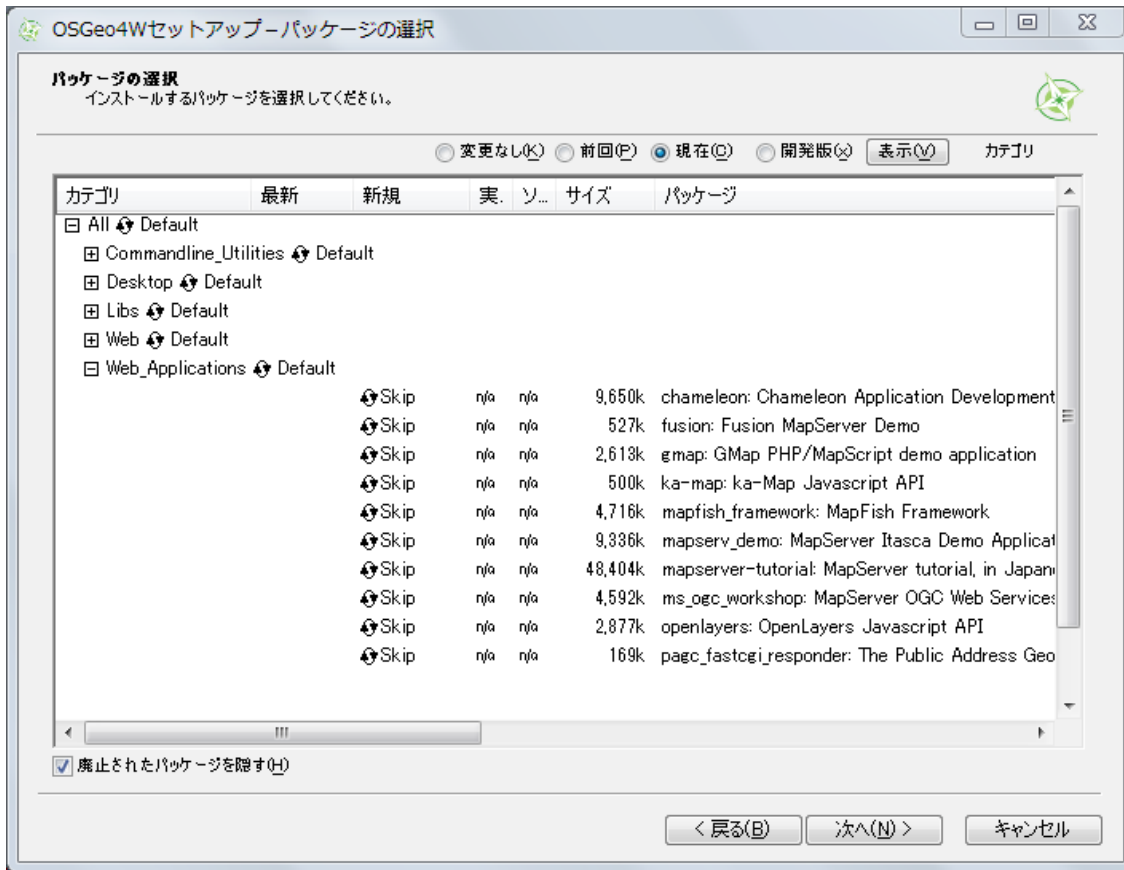 OSGeo4Wセットアップ－パッケージの選択
パッケージの選択
インストールするパッケージを選択してください。
変更なし(K) 前回(P) 現在(C) 開発版(x) 表示(V) カテゴリ
カテゴリ 最新 新規 実. ソ... サイズ パッケージ
All Default
Commandline_Utilities Default
Desktop Default
Libs Default
Web Default
Web_Applications Default
Skip n/a n/a 9,650k chameleon: Chameleon Application Development
Skip n/a n/a 527k fusion: Fusion MapServer Demo
Skip n/a n/a 2,613k gmap: GMap PHP/MapScript demo application
Skip n/a n/a 500k ka-map: ka-Map Javascript API
Skip n/a n/a 4,716k mapfish_framework: MapFish Framework
Skip n/a n/a 9,336k mapserv_demo: MapServer Itasca Demo Applicat
Skip n/a n/a 48,404k mapserver-tutorial: MapServer tutorial, in Japan
Skip n/a n/a 4,592k ms_ogc_workshop: MapServer OGC Web Services
Skip n/a n/a 2,877k openlayers: OpenLayers Javascript API
Skip n/a n/a 169k pagc_fastcgi_responder: The Public Address Geo
廃止されたパッケージを隠す(H)
< 戻る(B) 次へ(N) > キャンセル